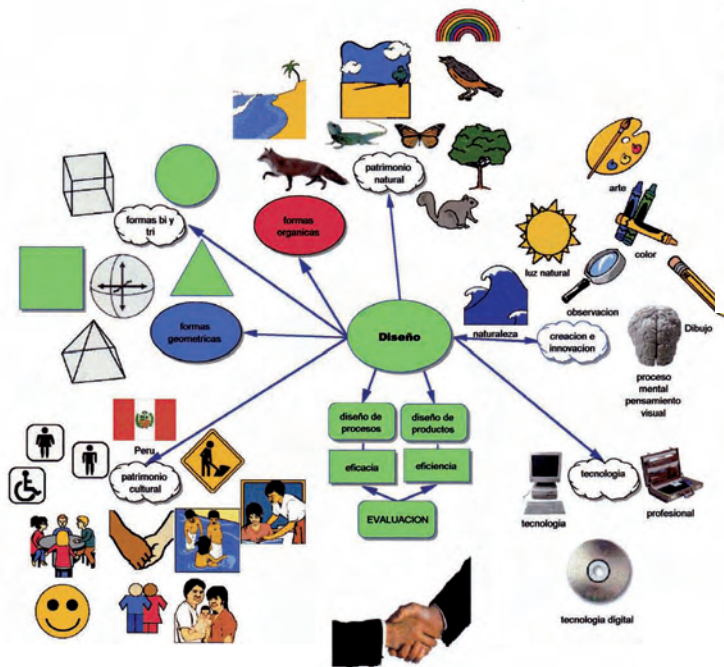 patrimonio
natural
arte
formas bi y
tri
formas
organicas
color
luz natural
observacion
formas
geometricas
Diseño
naturaleza
creacion e
innovacion
Dibujo
proceso
mental
pensamiento
visual
diseño de
procesos
diseño de
productos
Peru
patrimonio
cultural
eficacia
eficiencia
tecnologia
tecnologia
profesional
EVALUACION
tecnologia digital